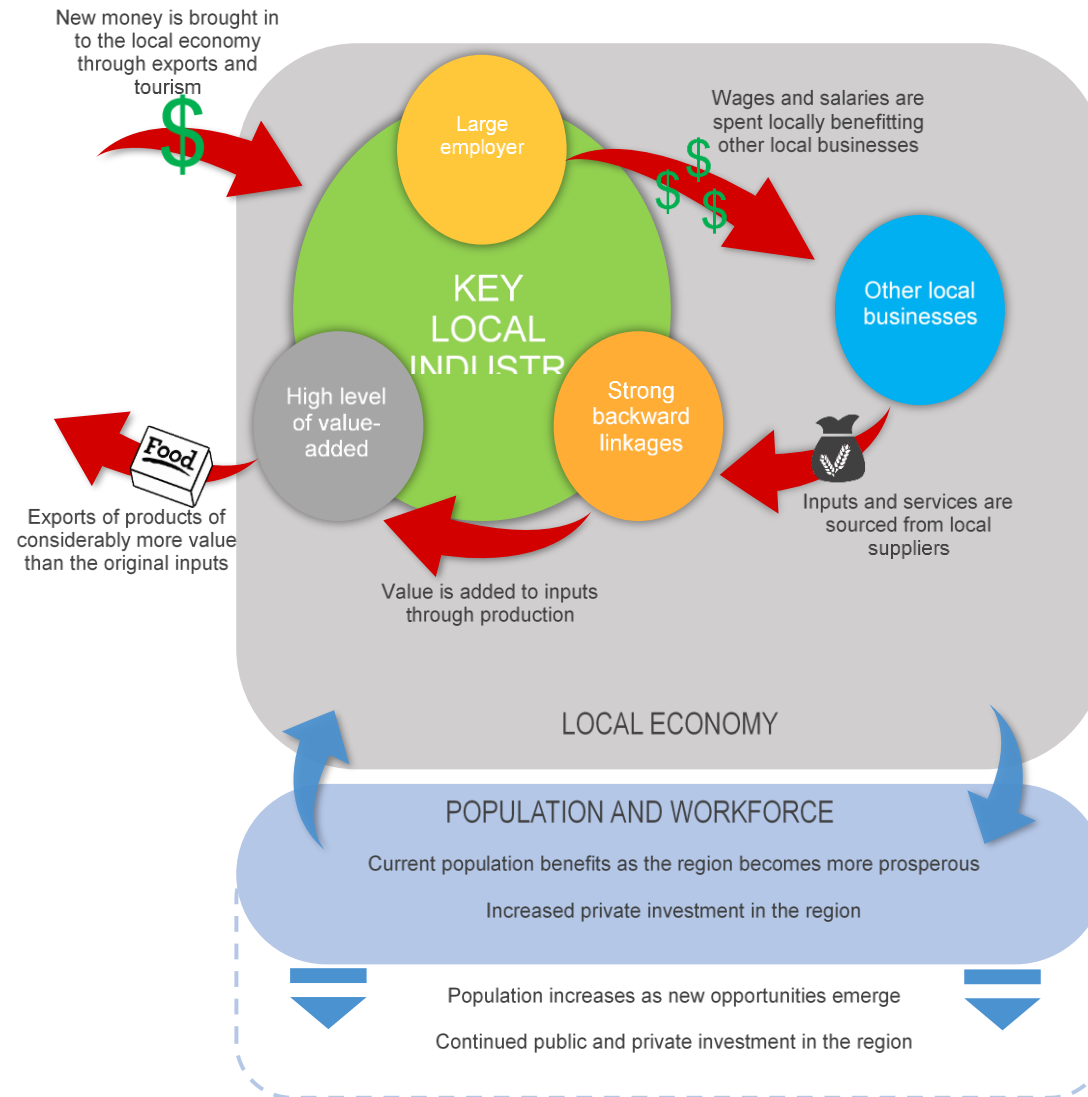 New money is brought in
to the local economy
through exports and
tourism
$
Large
employer
Wages and salaries are
spent locally benefitting
other local businesses
$
$
$
KEY
LOCAL
INDUSTR
Other local
businesses
High level
of value-
added
Strong
backward
linkages
Food
Exports of products of
considerably more value
than the original inputs
Inputs and services are
sourced from local
suppliers
Value is added to inputs
through production
LOCAL ECONOMY
POPULATION AND WORKFORCE
Current population benefits as the region becomes more prosperous
Increased private investment in the region
Population increases as new opportunities emerge
Continued public and private investment in the region